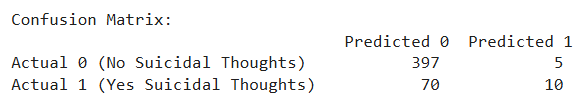 Confusion Matrix:
Predicted 0 Predicted 1
Actual 0 (No Suicidal Thoughts) 397 5
Actual 1 (Yes Suicidal Thoughts) 70 10